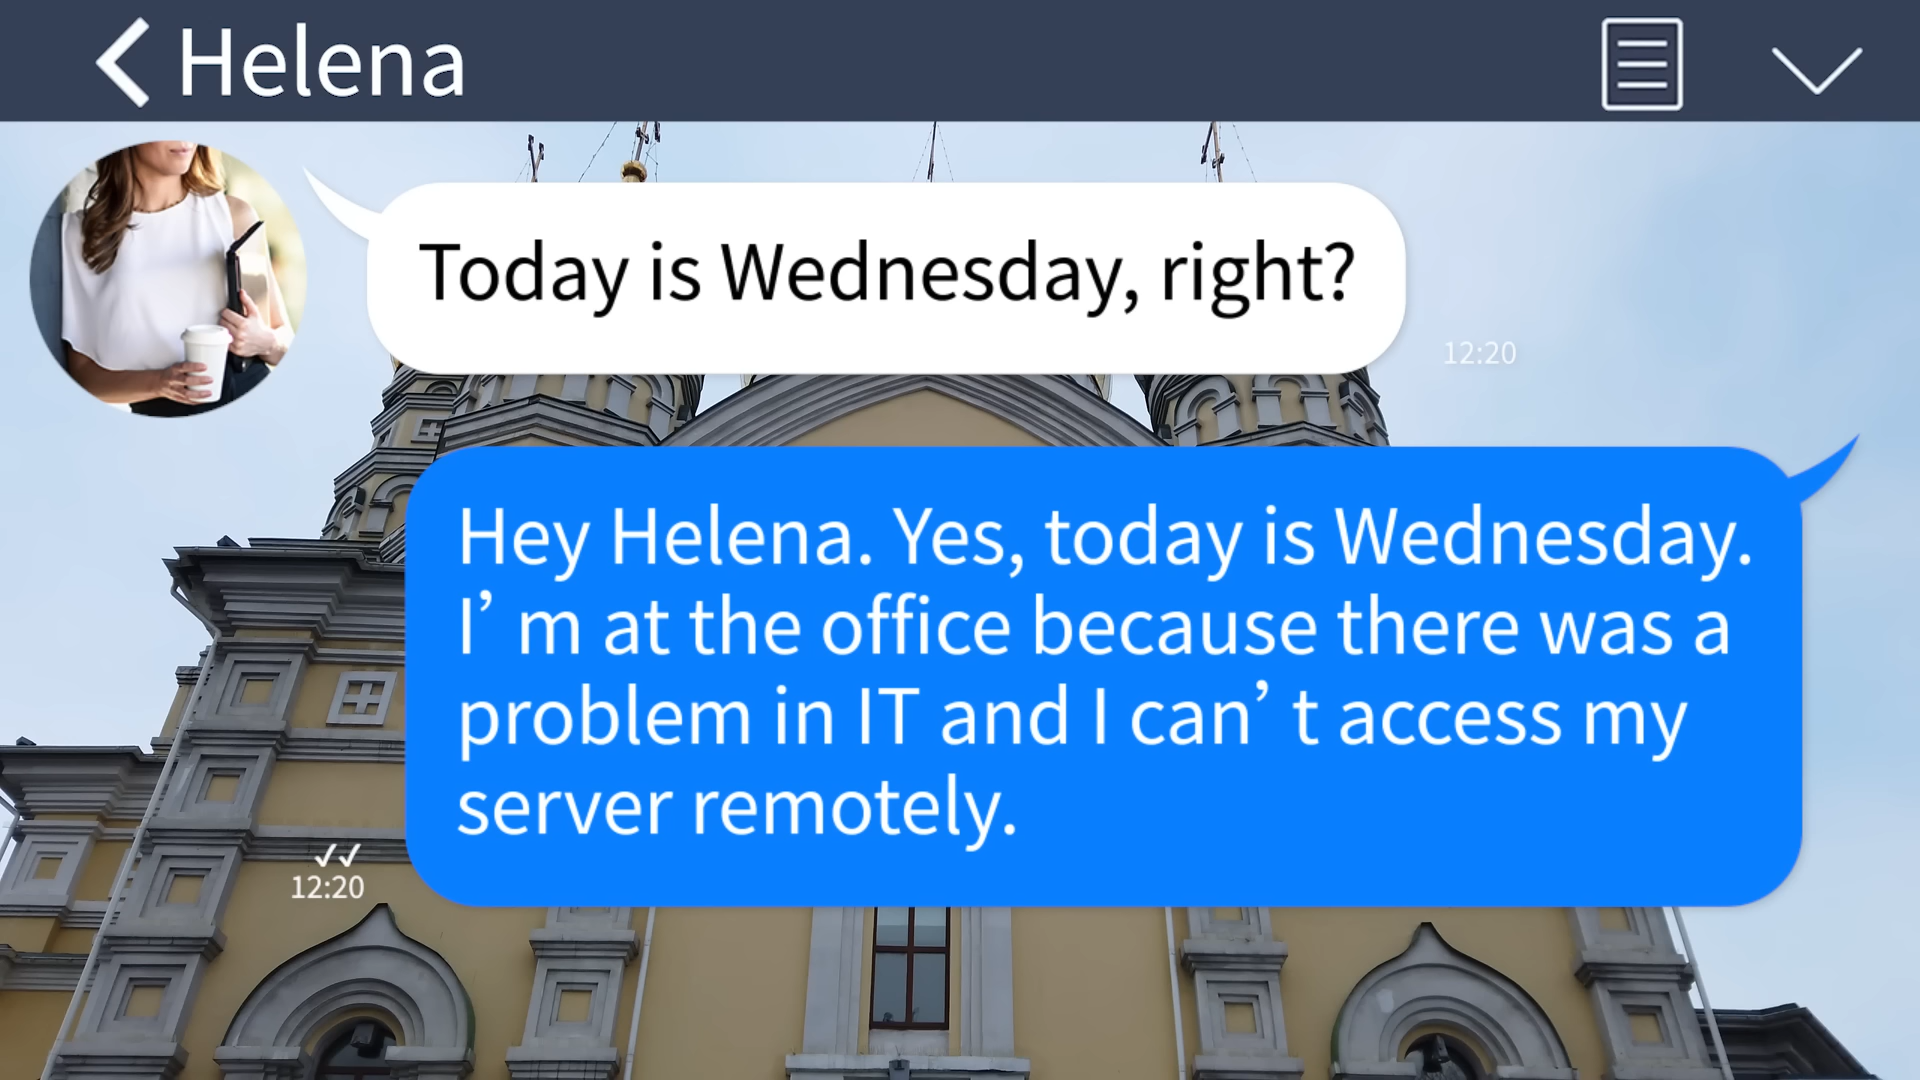 Helena
Today is Wednesday, right?
12:20
Hey Helena. Yes, today is Wednesday.
I’m at the office because there was a
problem in IT and I can’t access my
server remotely.
12:20